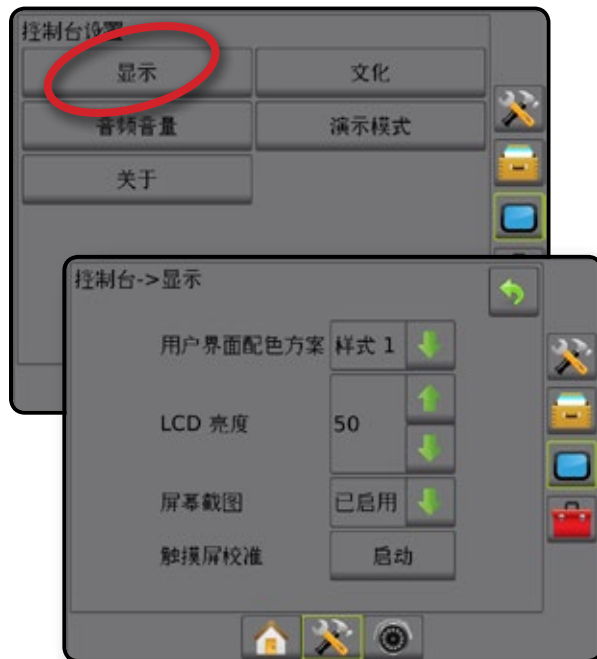 控制台设置
显示 文化
音频音量 演示模式
关于
控制台->显示
用户界面配色方案 样式 1
LCD 亮度 50
屏幕截图 已启用
触摸屏校准 启动